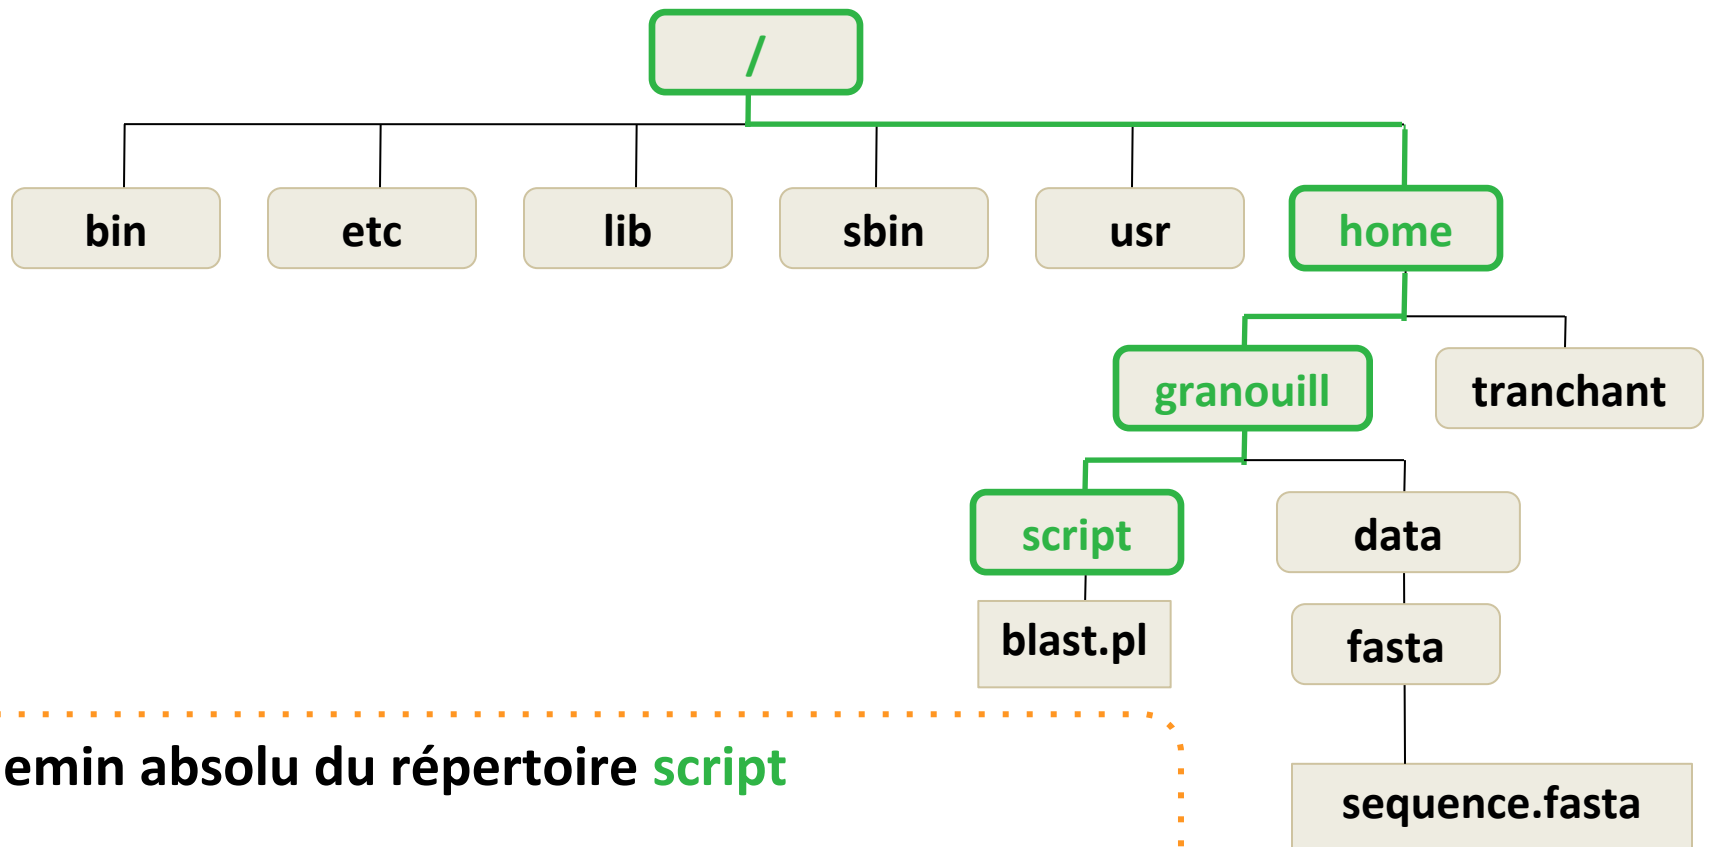 /
bin
etc
lib
sbin
usr
home
granouill
tranchant
script
data
blast.pl
fasta
emin absolu du répertoire script
sequence.fasta